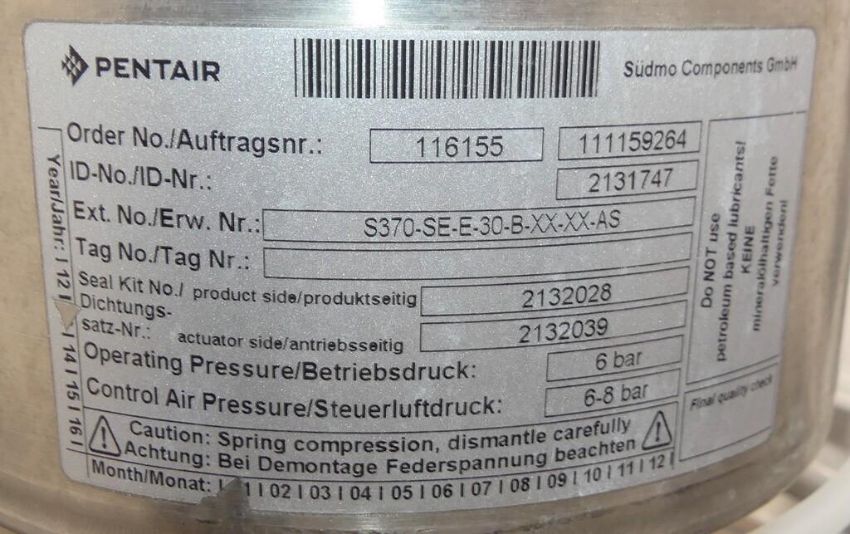 PENTAIR
Südmo Components GmbH
Order No./Auftragsnr.: 116155 111159264
ID-No./ID-Nr.: 2131747
Ext. No./Erw. Nr.: S370-SE-E-30-B-XX-XX-AS
Tag No./Tag Nr.:
Seal Kit No./ product side/produktseitig 2132028
Dichtungs-
satz-Nr.: actuator side/antriebsseitig 2132039
Operating Pressure/Betriebsdruck: 6 bar
Control Air Pressure/Steuerluftdruck: 6-8 bar
Caution: Spring compression, dismantle carefully
Achtung: Bei Demontage Federspannung beachten
Month/Monat: | 1 | 02 | 03 | 04 | 05 | 06 | 07 | 08 | 09 | 10 | 11 | 12 |
Year/Jahr: | 12 | | 14 | 15 | 16 |
Do NOT use
petroleum based lubricants!
KEINE
mineralölhaltigen Fette
verwenden!
Final quality check